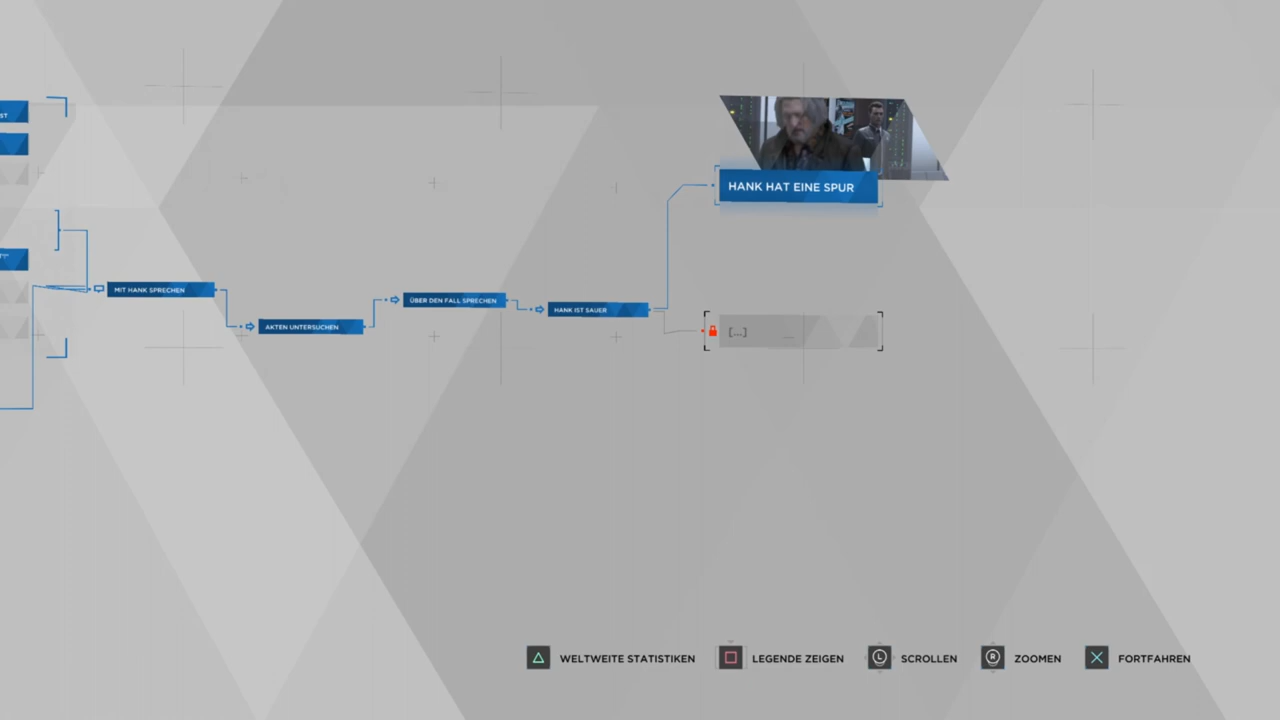 ST
HANK HAT EINE SPUR
MIT HANK SPRECHEN
ÜBER DEN FALL SPRECHEN
HANK IST SAUER
AKTEN UNTERSUCHEN
[...]
WELTWEITE STATISTIKEN
LEGENDE ZEIGEN
L
SCROLLEN
R
ZOOMEN
FORTFAHREN